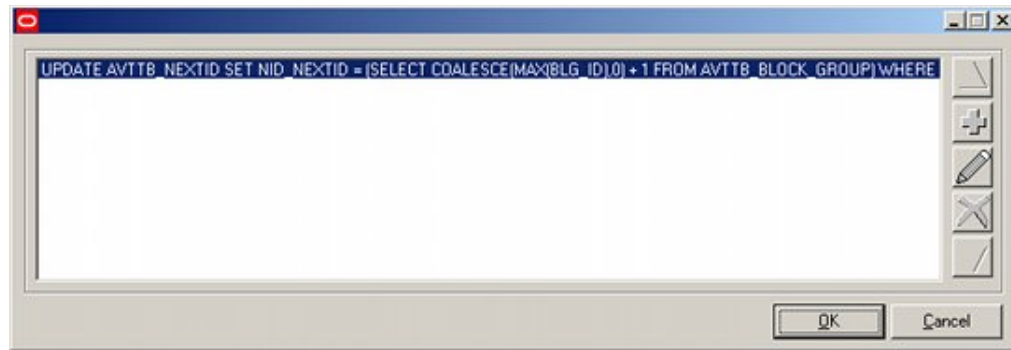 UPDATE AVTTB_NEXTID SET NID_NEXTID = (SELECT COALESCE(MAX(BLG_ID),0) + 1 FROM AVTTB_BLOCK_GROUP) WHERE
OK
Cancel